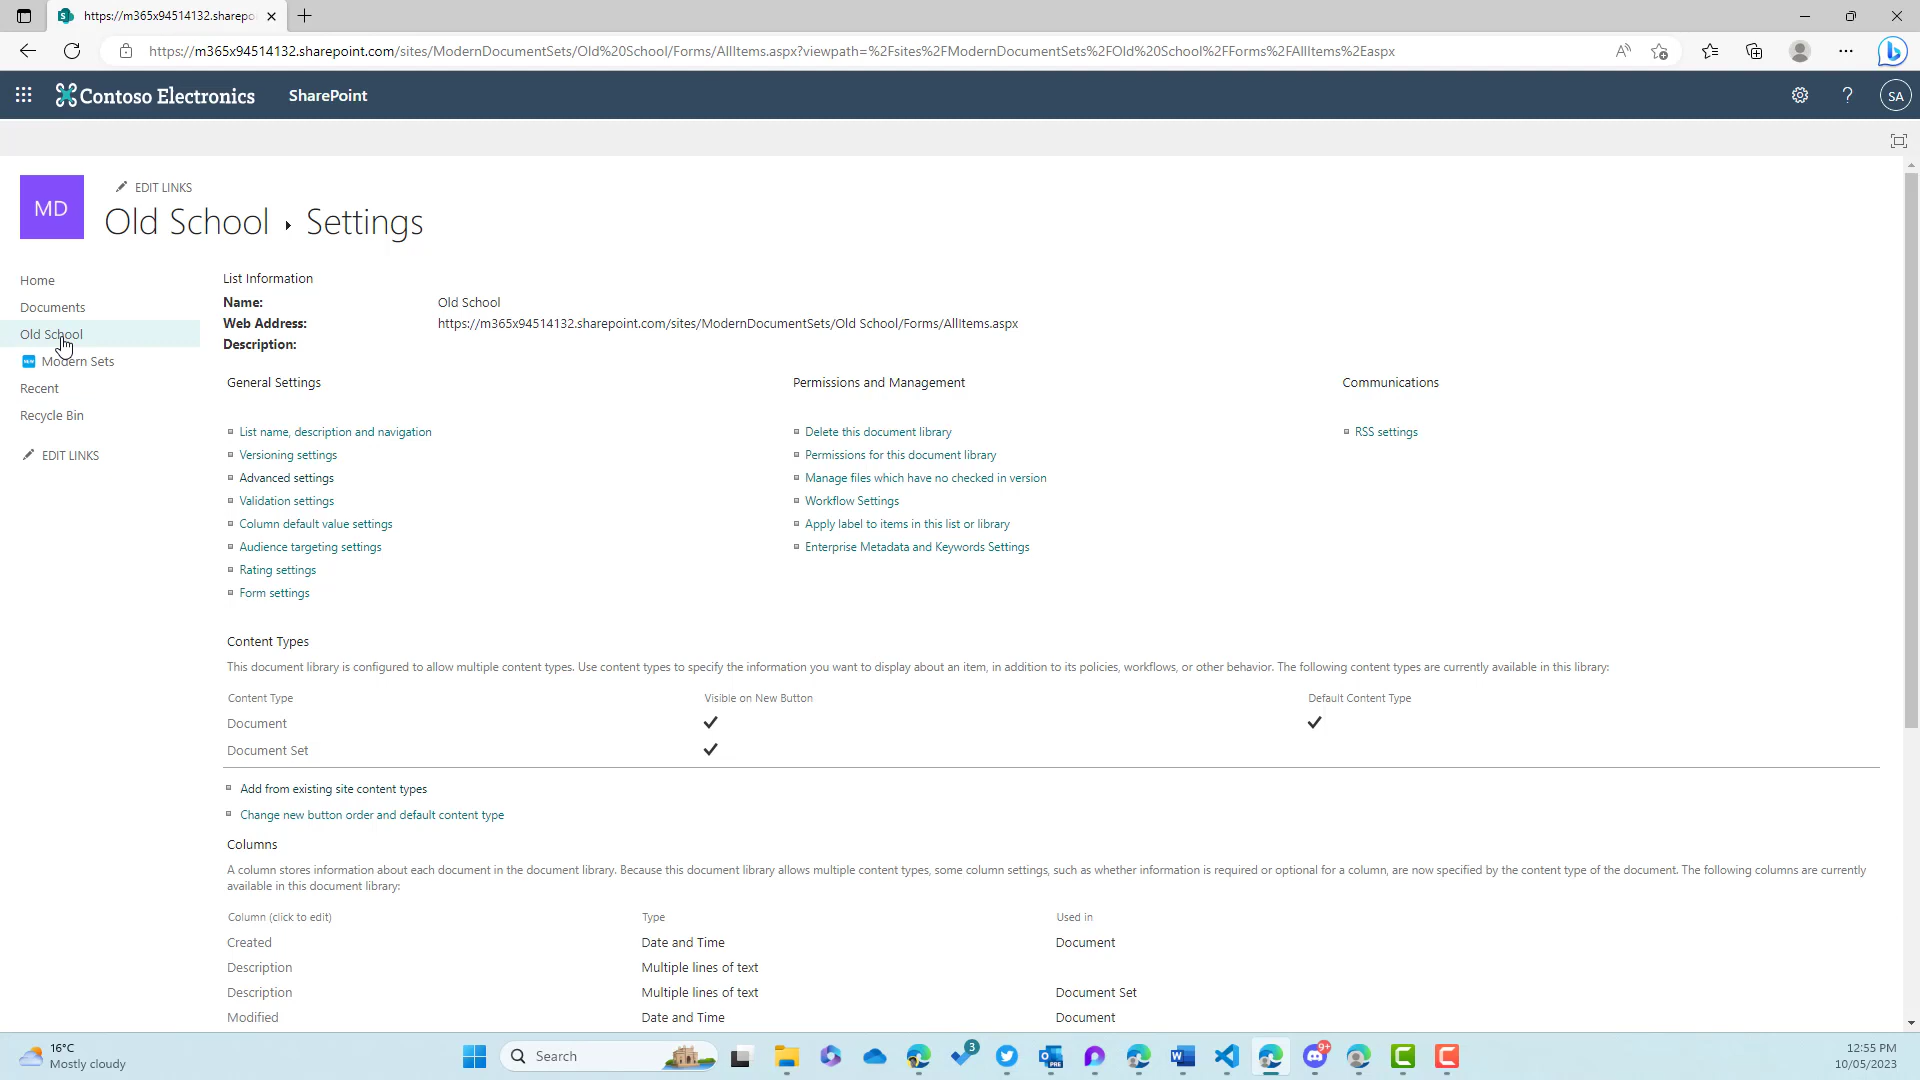 https://m365x94514132.sharepo
https://m365x94514132.sharepoint.com/sites/ModernDocumentSets/Old%20School/Forms/AllItems.aspx?viewpath=%2Fsites%2FModernDocumentSets%2FOld%20School%2FForms%2FAllItems%2Easpx
Contoso Electronics SharePoint ? SA
EDIT LINKS
MD Old School Settings
Home
Documents
Old School
NEW Modern Sets
Recent
Recycle Bin
EDIT LINKS
List Information
Name: Old School
Web Address: https://m365x94514132.sharepoint.com/sites/ModernDocumentSets/Old School/Forms/AllItems.aspx
Description:
General Settings Permissions and Management Communications
List name, description and navigation Delete this document library RSS settings
Versioning settings Permissions for this document library
Advanced settings Manage files which have no checked in version
Validation settings Workflow Settings
Column default value settings Apply label to items in this list or library
Audience targeting settings Enterprise Metadata and Keywords Settings
Rating settings
Form settings
Content Types
This document library is configured to allow multiple content types. Use content types to specify the information you want to display about an item, in addition to its policies, workflows, or other behavior. The following content types are currently available in this library:
Content Type Visible on New Button Default Content Type
Document
Document Set
Add from existing site content types
Change new button order and default content type
Columns
A column stores information about each document in the document library. Because this document library allows multiple content types, some column settings, such as whether information is required or optional for a column, are now specified by the content type of the document. The following columns are currently
available in this document library:
Column (click to edit) Type Used in
Created Date and Time Document
Description Multiple lines of text
Description Multiple lines of text Document Set
Modified Date and Time Document
16°C
Mostly cloudy
Search
3
PRE
9+
12:55 PM
10/05/2023